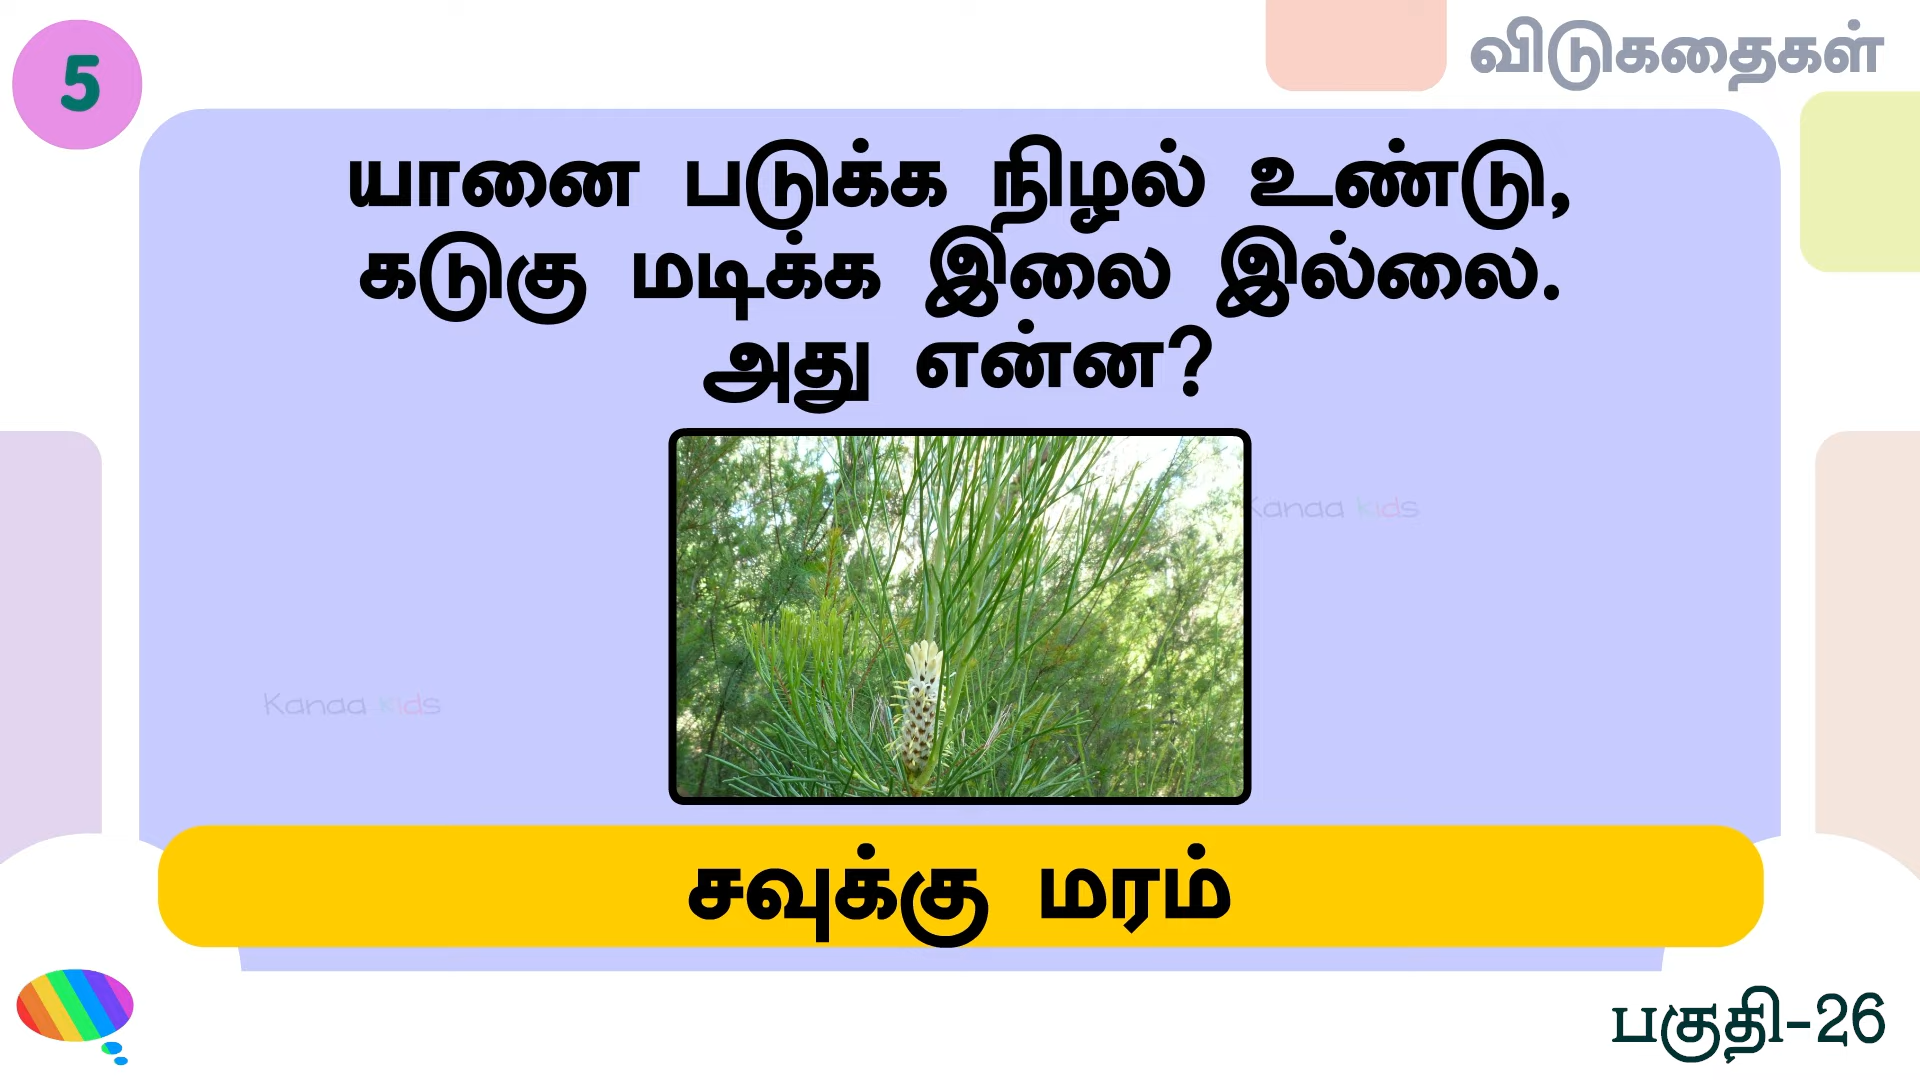 5
விடுகதைகள்
யானை படுக்க நிழல் உண்டு,
கடுகு மடிக்க இலை இல்லை.
அது என்ன?
Kanaa kids
Kanaa kids
சவுக்கு மரம்
பகுதி-26